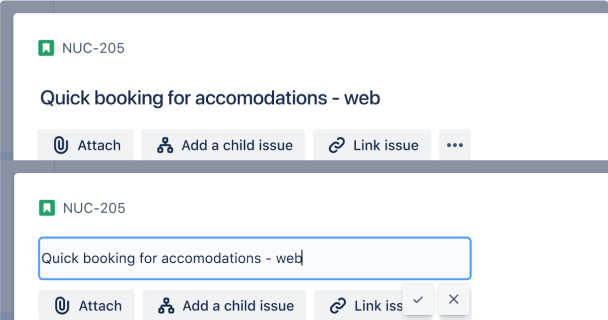 NUC-205
Quick booking for accomodations - web
Attach Add a child issue Link issue
NUC-205
Quick booking for accomodations - web
Attach Add a child issue Link iss